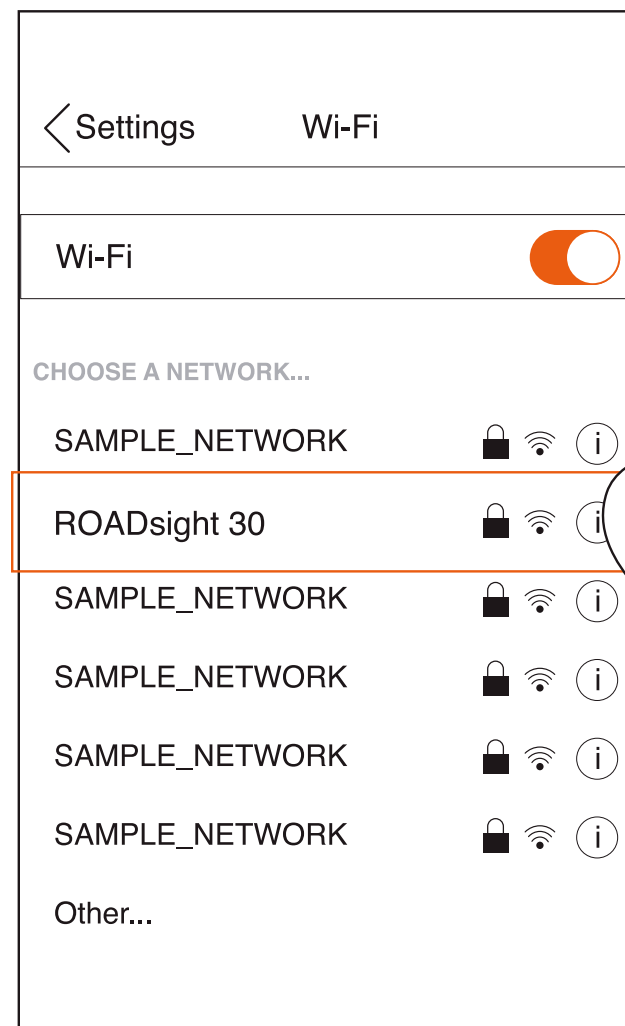 Settings Wi-Fi
Wi-Fi
CHOOSE A NETWORK...
SAMPLE_NETWORK i
ROADsight 30 i
SAMPLE_NETWORK i
SAMPLE_NETWORK i
SAMPLE_NETWORK i
SAMPLE_NETWORK i
Other...